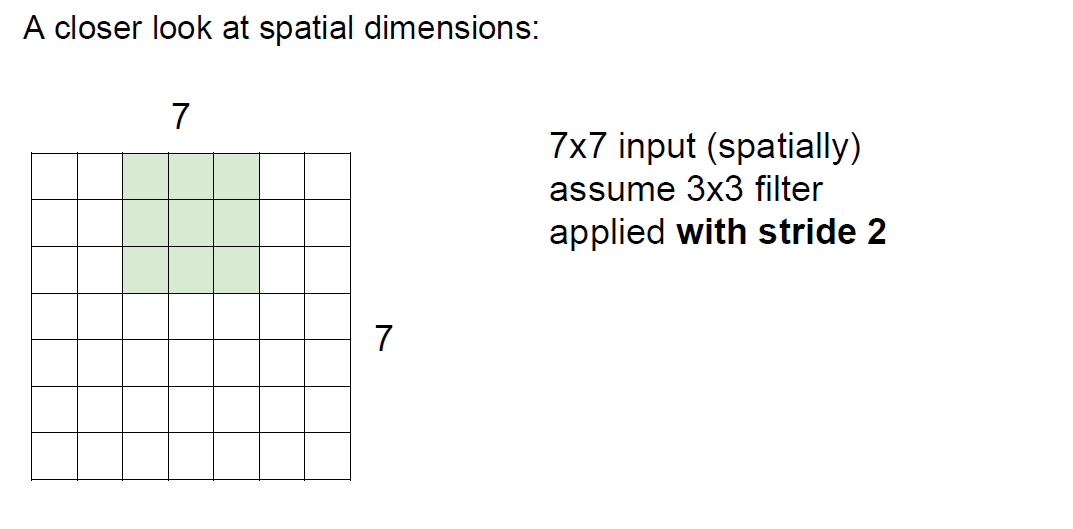 A closer look at spatial dimensions:
7
7x7 input (spatially)
assume 3x3 filter
applied with stride 2
7